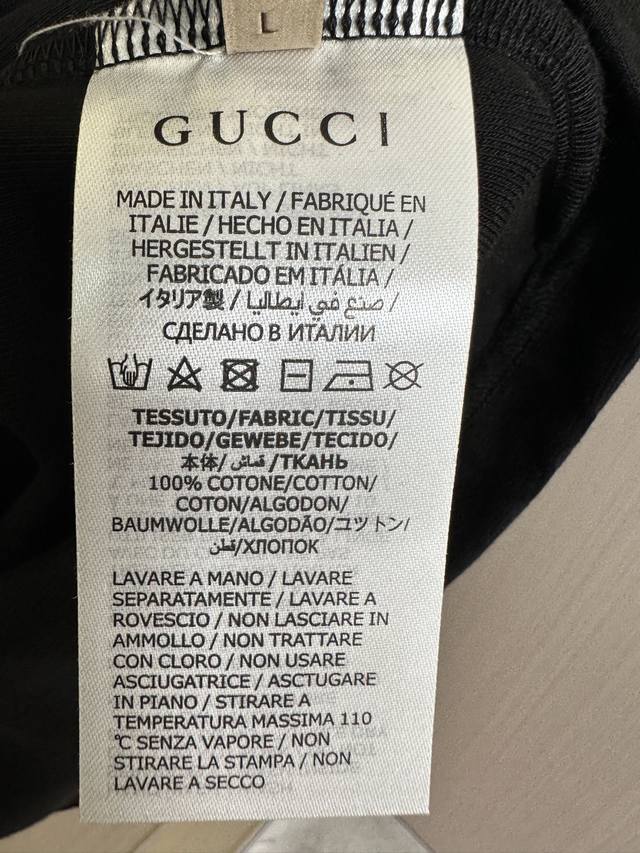 L
GUCCI
MADE IN ITALY / FABRIQUÉ EN
ITALIE / HECHO EN ITALIA /
HERGESTELLT IN ITALIEN /
FABRICADO EM ITÁLIA /
イタリア製 / صنع في إيطاليا /
СДЕЛАНО В ИТАЛИИ
TESSUTO/FABRIC/TISSU/
TEJIDO/GEWEBE/TECIDO/
本体/ قماش /ТКАНЬ
100% COTONE/COTTON/
COTON/ALGODON/
BAUMWOLLE/ALGODÃO/ユツトン/
قطن/ХЛОПОК
LAVARE A MANO / LAVARE
SEPARATAMENTE / LAVARE A
ROVESCIO / NON LASCIARE IN
AMMOLLO / NON TRATTARE
CON CLORO / NON USARE
ASCIUGATRICE / ASCTUGARE
IN PIANO / STIRARE A
TEMPERATURA MASSIMA 110
℃ SENZA VAPORE / NON
STIRARE LA STAMPA / NON
LAVARE A SECCO